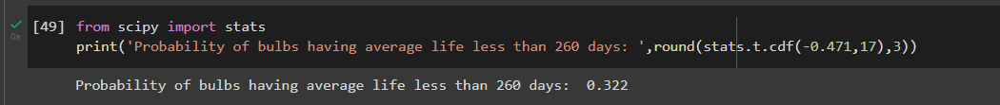 [49] from scipy import stats
print('Probability of bulbs having average life less than 260 days: ',round(stats.t.cdf(-0.471,17),3))
0s
Probability of bulbs having average life less than 260 days:  0.322